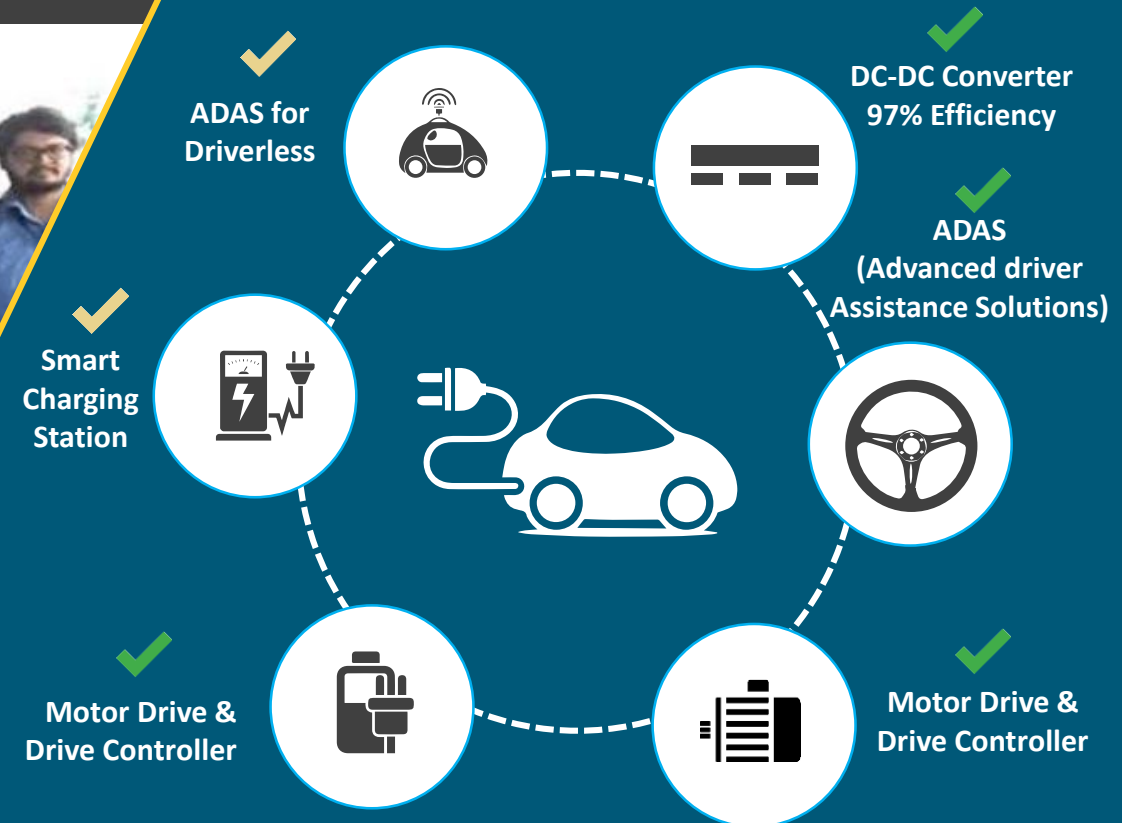 ADAS for
Driverless
DC-DC Converter
97% Efficiency
ADAS
(Advanced driver
Assistance Solutions)
Smart
Charging
Station
Motor Drive &
Drive Controller
Motor Drive &
Drive Controller